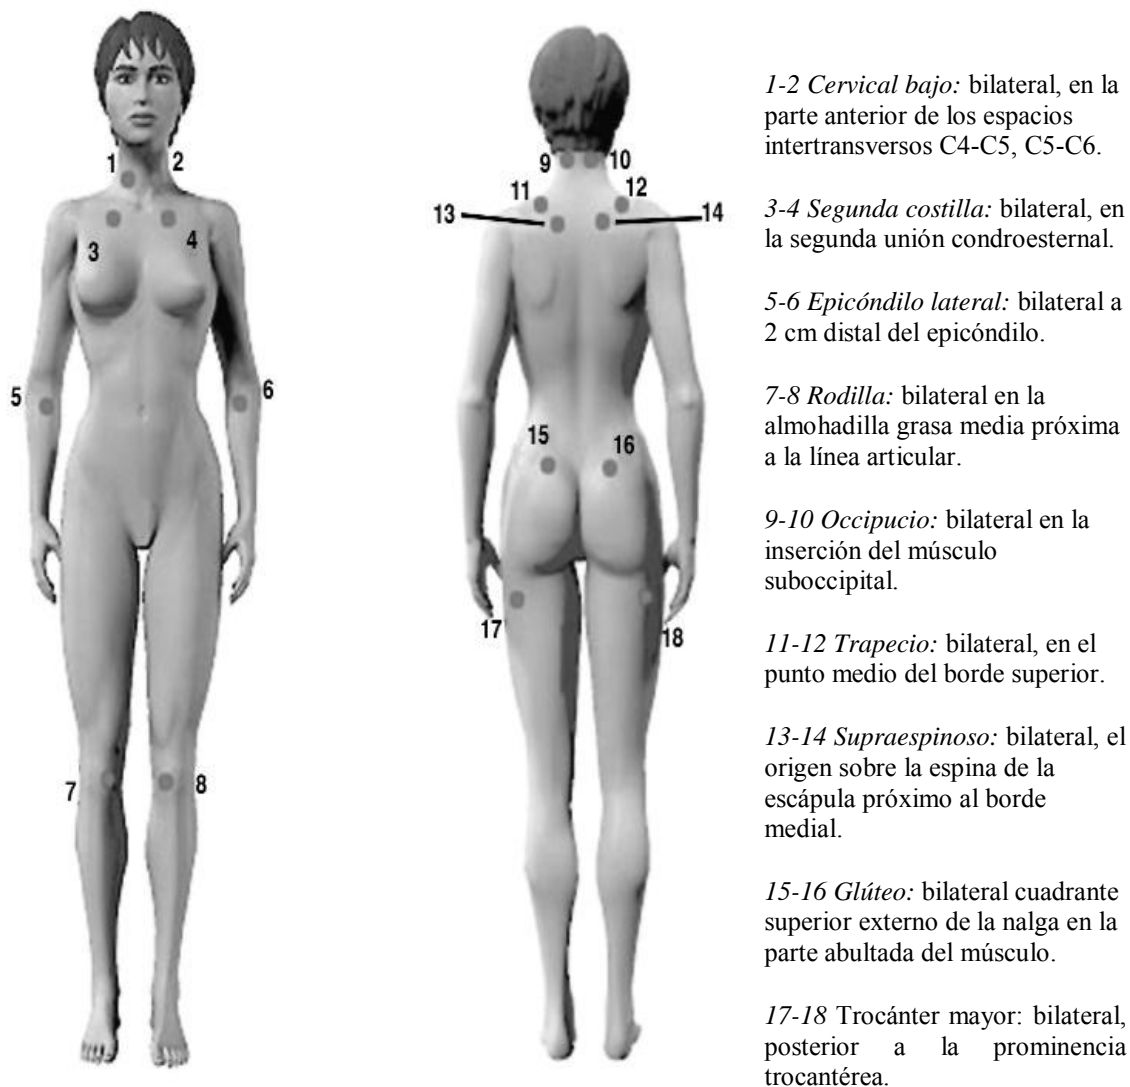 1
2
3
4
5
6
7
8
9
10
11
12
13
14
15
16
17
18
1-2 Cervical bajo: bilateral, en la
parte anterior de los espacios
intertransversos C4-C5, C5-C6.
3-4 Segunda costilla: bilateral, en
la segunda unión condroesternal.
5-6 Epicóndilo lateral: bilateral a
2 cm distal del epicóndilo.
7-8 Rodilla: bilateral en la
almohadilla grasa media próxima
a la línea articular.
9-10 Occipucio: bilateral en la
inserción del músculo
suboccipital.
11-12 Trapecio: bilateral, en el
punto medio del borde superior.
13-14 Supraespinoso: bilateral, el
origen sobre la espina de la
escápula próximo al borde
medial.
15-16 Glúteo: bilateral cuadrante
superior externo de la nalga en la
parte abultada del músculo.
17-18 Trocánter mayor: bilateral,
posterior a la prominencia
trocantérea.